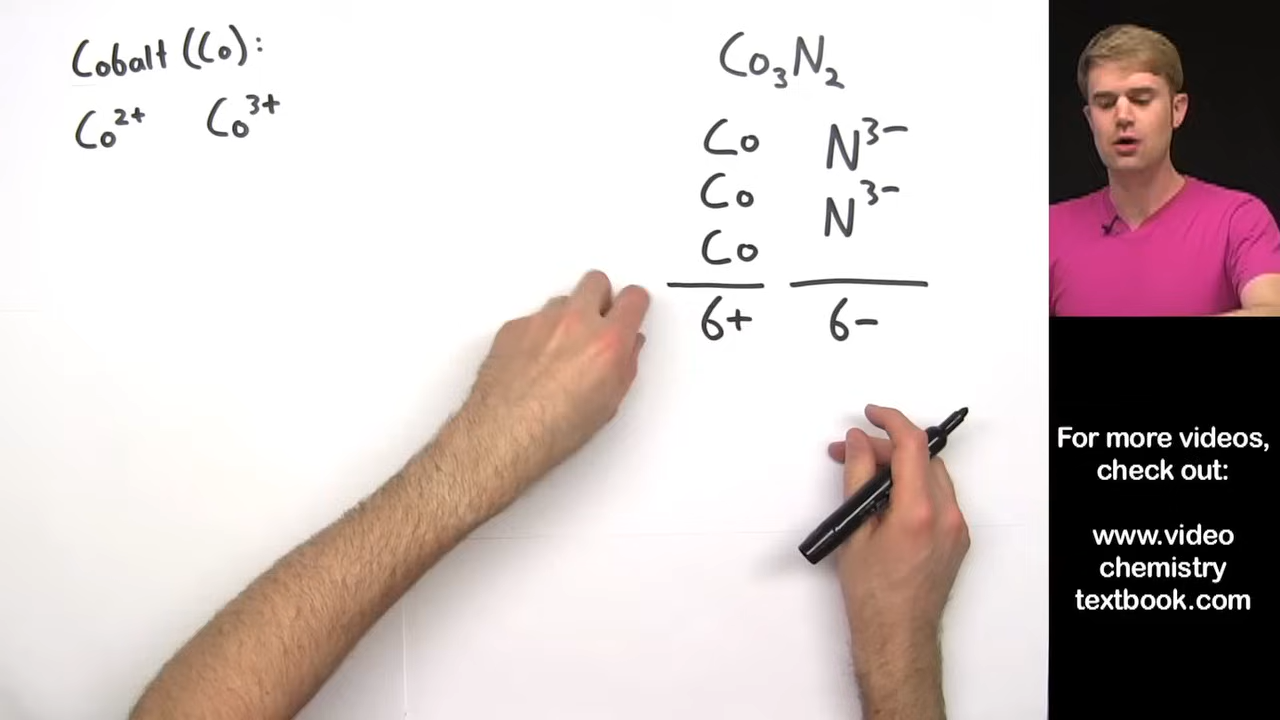 Cobalt (Co):
Co²⁺ Co³⁺
Co₃N₂
Co N³⁻
Co N³⁻
Co
6+ 6-
For more videos,
check out:
www.video
chemistry
textbook.com